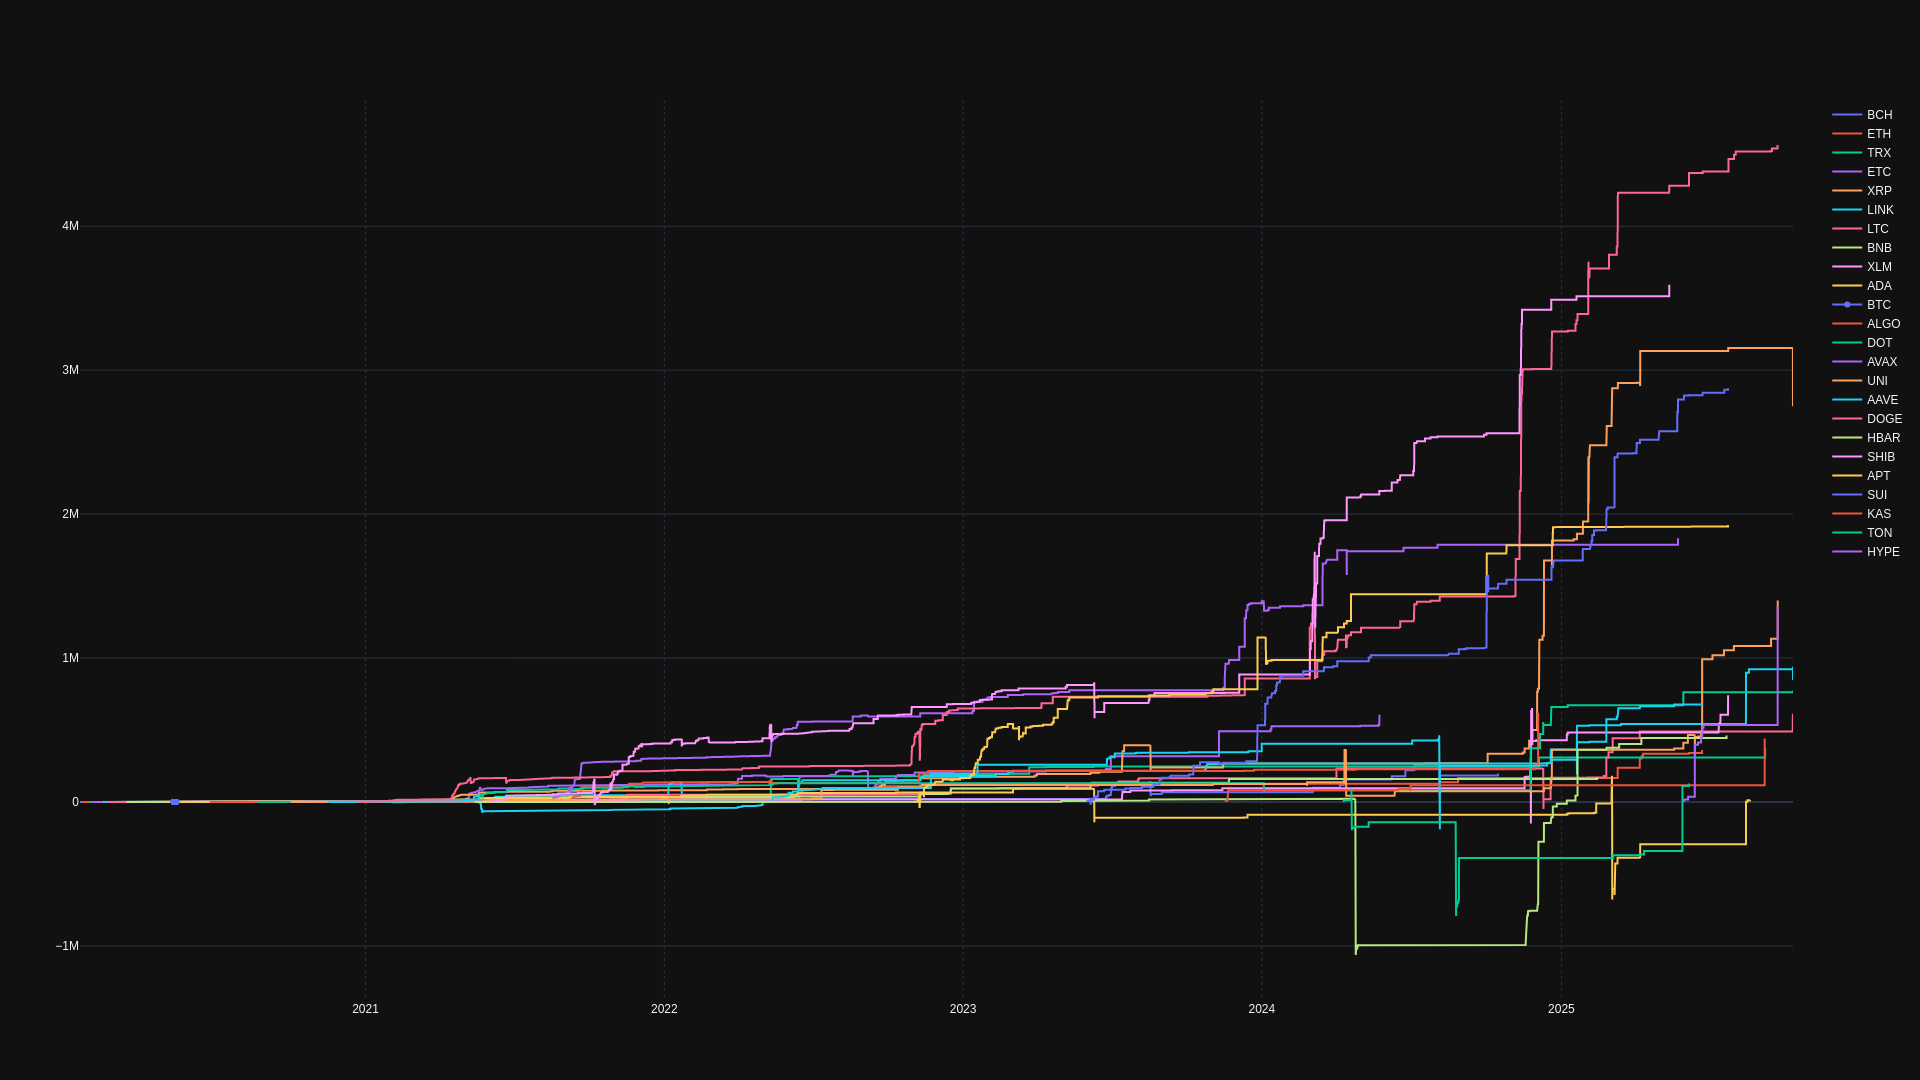 4M
3M
2M
1M
0
−1M
2021
2022
2023
2024
2025
BCH
ETH
TRX
ETC
XRP
LINK
LTC
BNB
XLM
ADA
BTC
ALGO
DOT
AVAX
UNI
AAVE
DOGE
HBAR
SHIB
APT
SUI
KAS
TON
HYPE